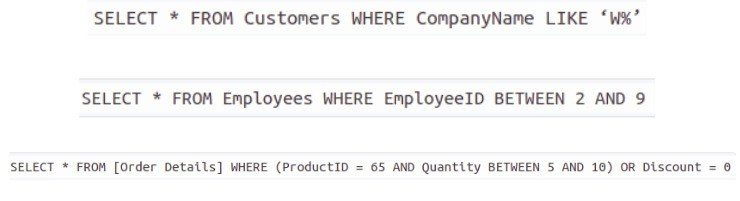 SELECT * FROM Customers WHERE CompanyName LIKE ‘W%’
SELECT * FROM Employees WHERE EmployeeID BETWEEN 2 AND 9
SELECT * FROM [Order Details] WHERE (ProductID = 65 AND Quantity BETWEEN 5 AND 10) OR Discount = 0